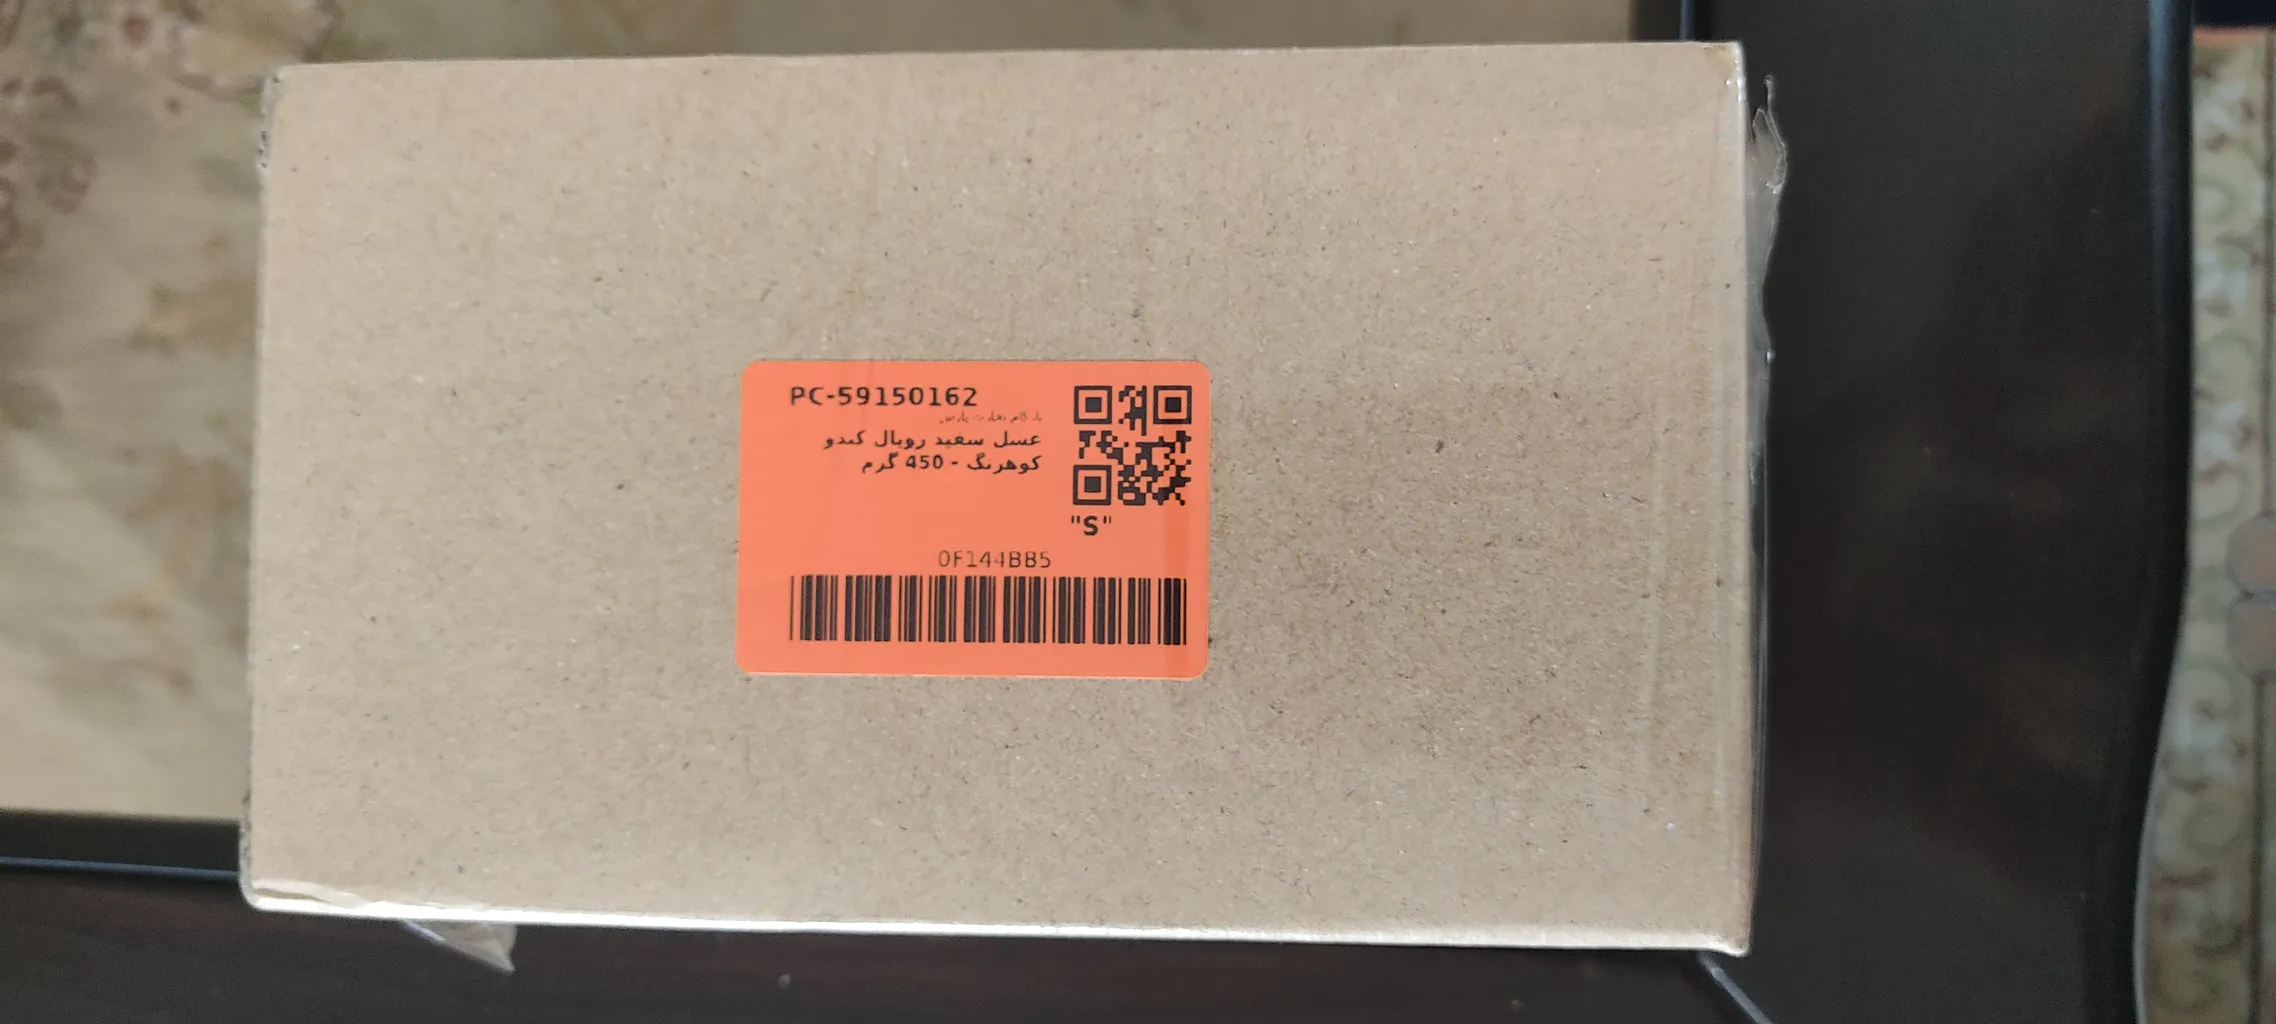 PC-59150162
عسل سفید رویال کندو
کوهرنگ - 450 گرم
"S"
0F144BB5